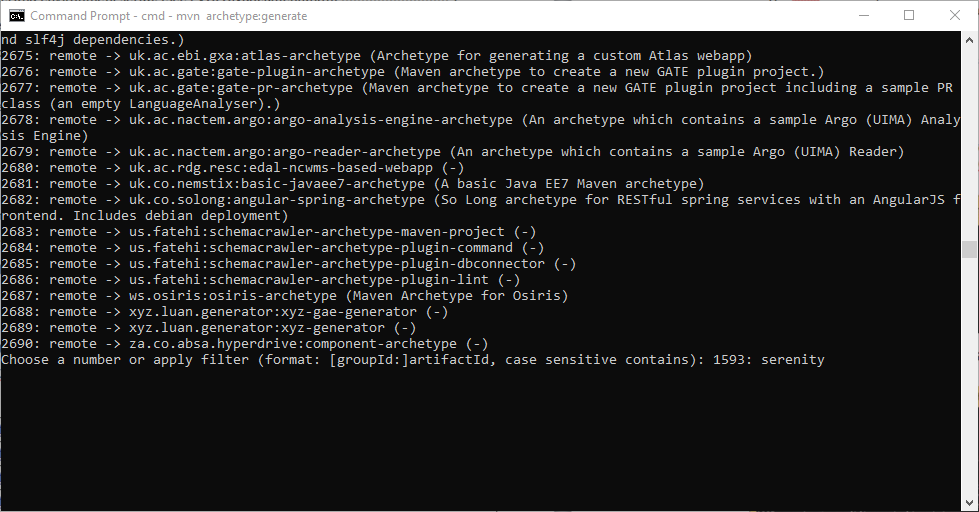 Command Prompt - cmd - mvn archetype:generate
nd slf4j dependencies.)
2675: remote -> uk.ac.ebi.gxa:atlas-archetype (Archetype for generating a custom Atlas webapp)
2676: remote -> uk.ac.gate:gate-plugin-archetype (Maven archetype to create a new GATE plugin project.)
2677: remote -> uk.ac.gate:gate-pr-archetype (Maven archetype to create a new GATE plugin project including a sample PR
class (an empty LanguageAnalyser).)
2678: remote -> uk.ac.nactem.argo:argo-analysis-engine-archetype (An archetype which contains a sample Argo (UIMA) Analy
sis Engine)
2679: remote -> uk.ac.nactem.argo:argo-reader-archetype (An archetype which contains a sample Argo (UIMA) Reader)
2680: remote -> uk.ac.rdg.resc:edal-ncwms-based-webapp (-)
2681: remote -> uk.co.nemstix:basic-javaee7-archetype (A basic Java EE7 Maven archetype)
2682: remote -> uk.co.solong:angular-spring-archetype (So Long archetype for RESTful spring services with an AngularJS f
rontend. Includes debian deployment)
2683: remote -> us.fatehi:schemacrawler-archetype-maven-project (-)
2684: remote -> us.fatehi:schemacrawler-archetype-plugin-command (-)
2685: remote -> us.fatehi:schemacrawler-archetype-plugin-dbconnector (-)
2686: remote -> us.fatehi:schemacrawler-archetype-plugin-lint (-)
2687: remote -> ws.osiris:osiris-archetype (Maven Archetype for Osiris)
2688: remote -> xyz.luan.generator:xyz-gae-generator (-)
2689: remote -> xyz.luan.generator:xyz-generator (-)
2690: remote -> za.co.absa.hyperdrive:component-archetype (-)
Choose a number or apply filter (format: [groupId:]artifactId, case sensitive contains): 1593: serenity